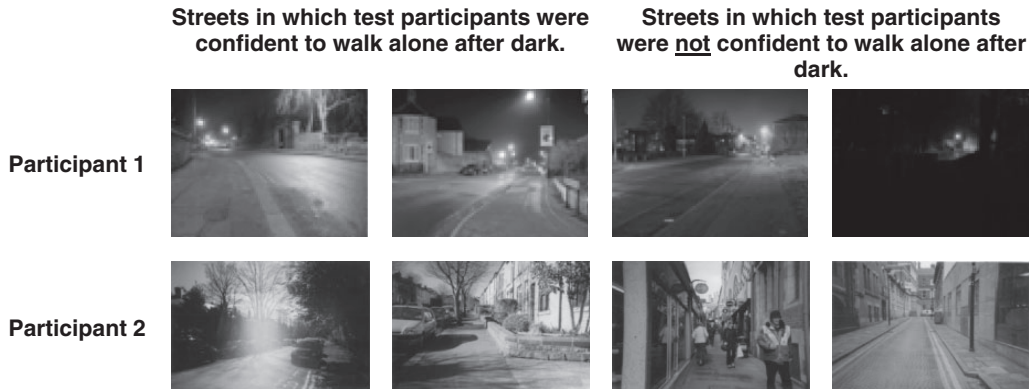 Streets in which test participants were
confident to walk alone after dark.
Streets in which test participants
were not confident to walk alone after
dark.
Participant 1
Participant 2